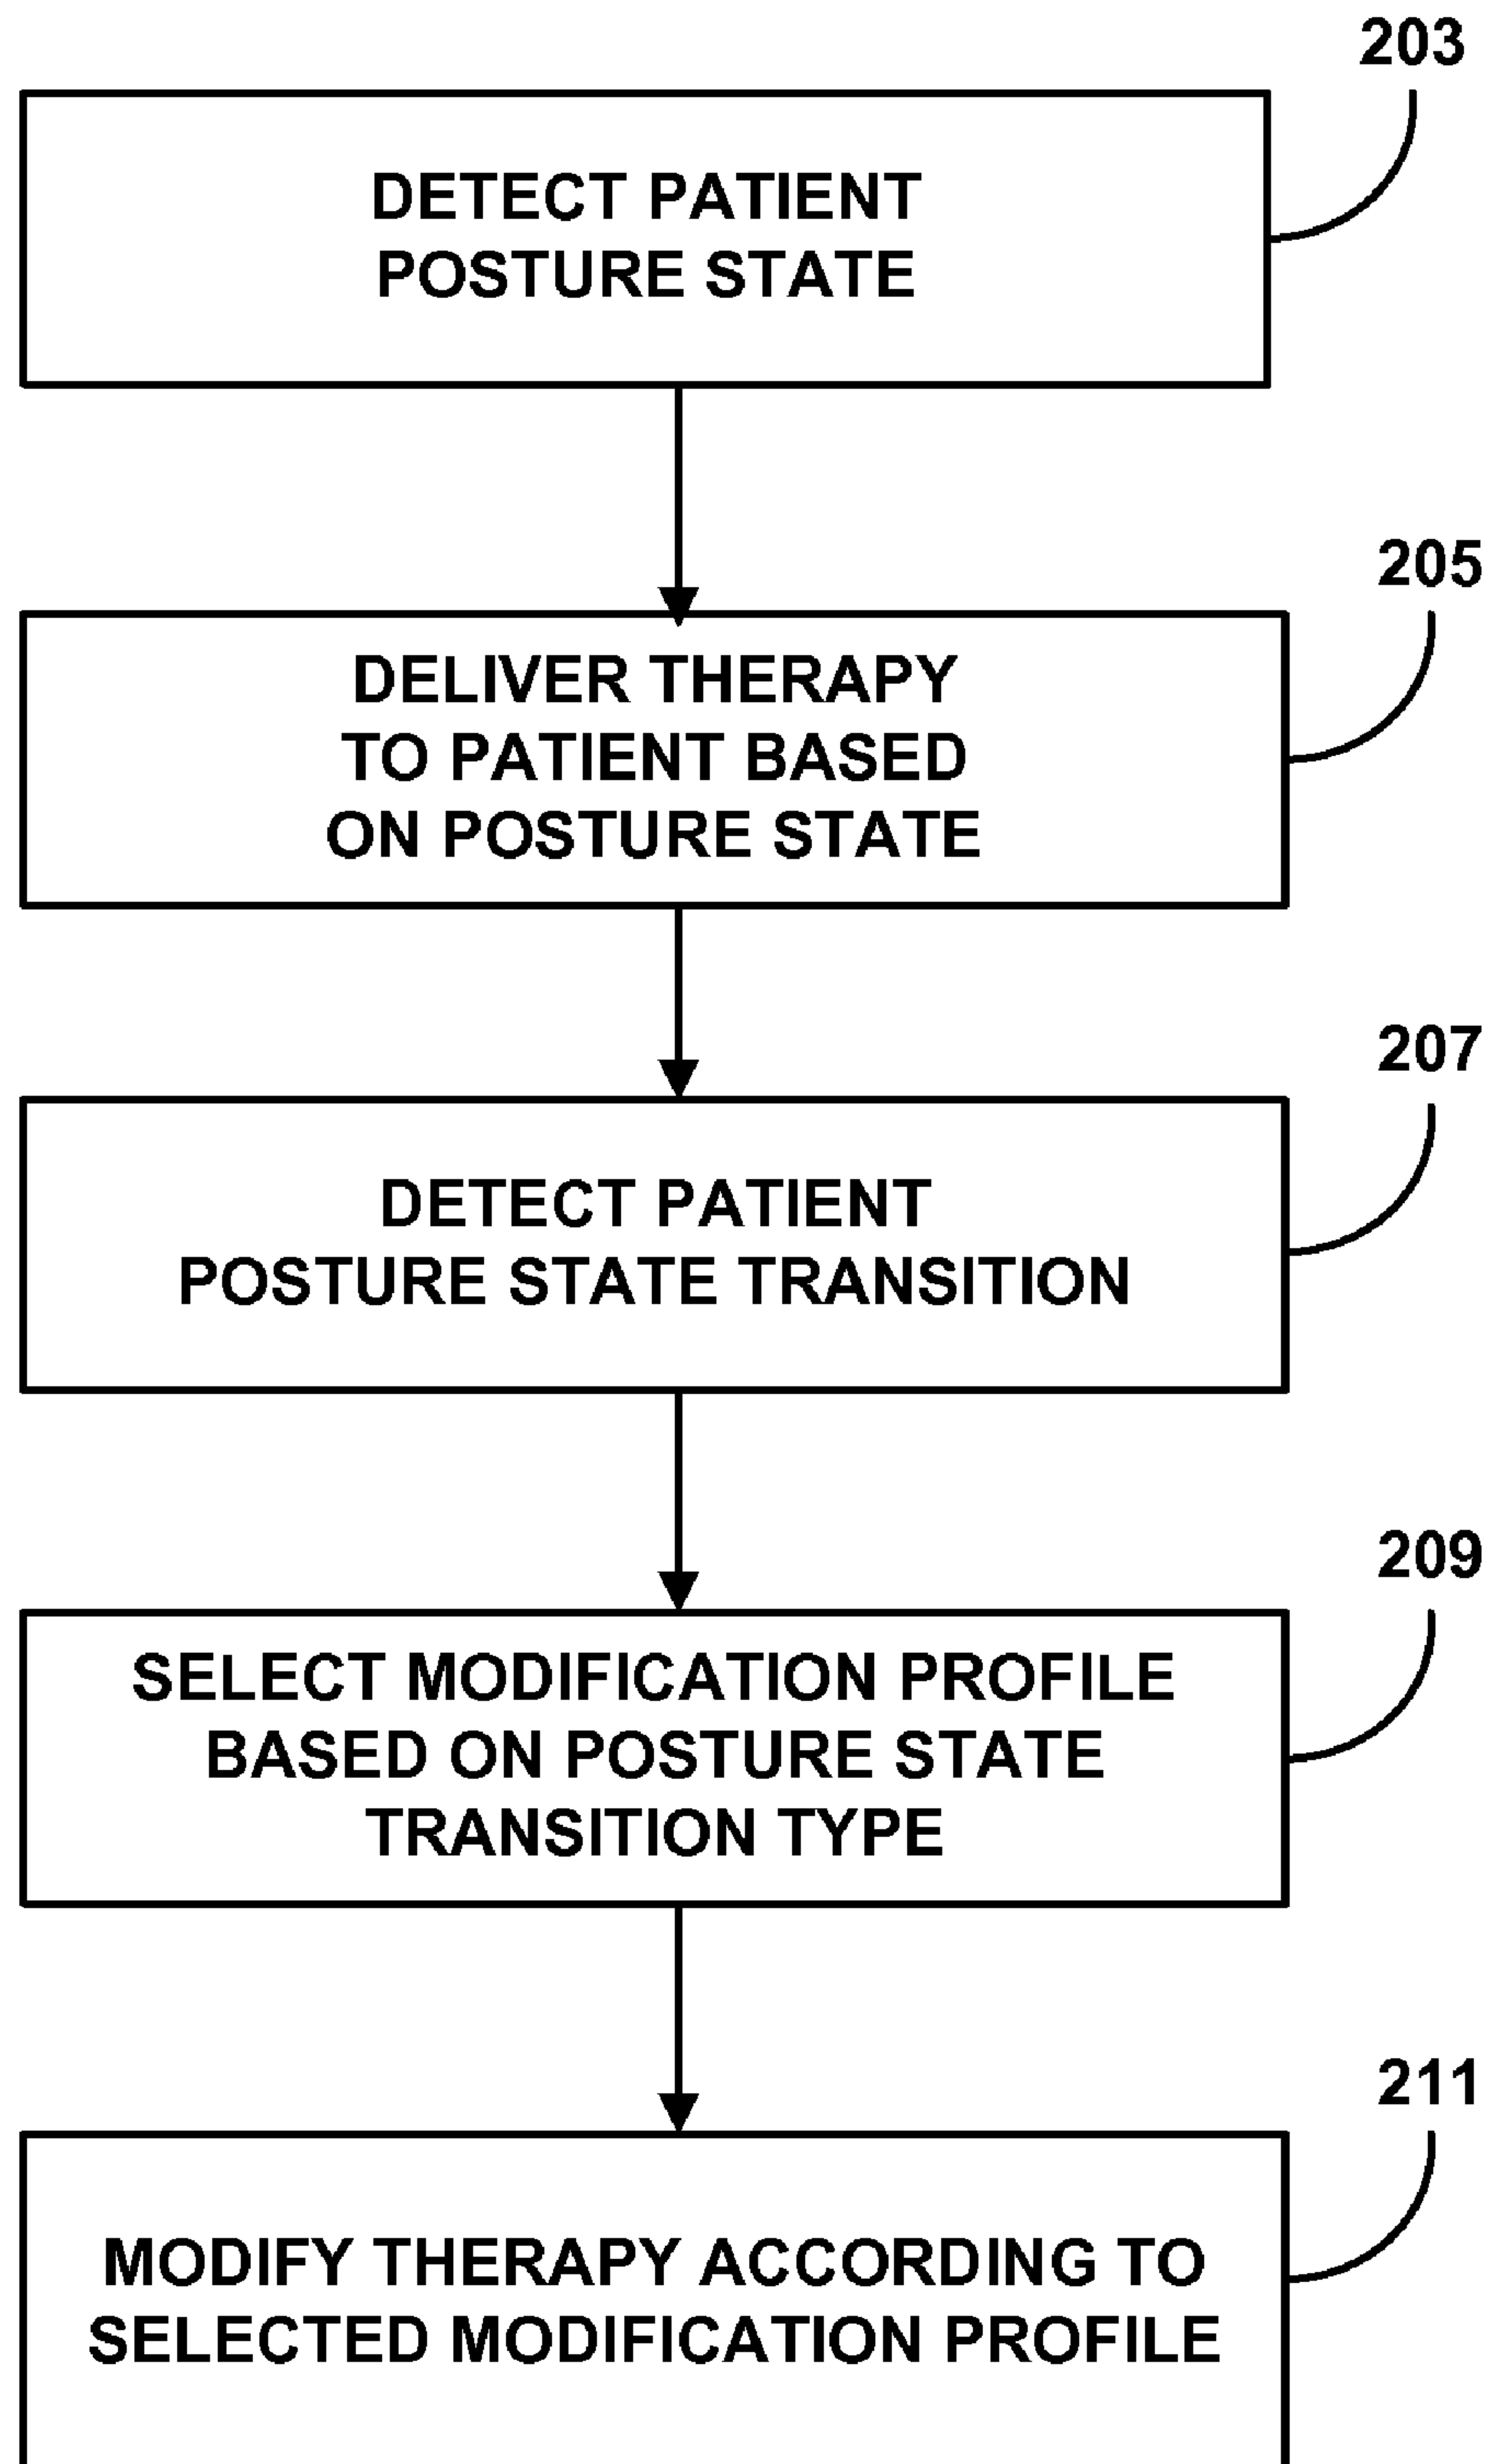 203
DETECT PATIENT
POSTURE STATE
205
DELIVER THERAPY
TO PATIENT BASED
ON POSTURE STATE
207
DETECT PATIENT
POSTURE STATE TRANSITION
209
SELECT MODIFICATION PROFILE
BASED ON POSTURE STATE
TRANSITION TYPE
211
MODIFY THERAPY ACCORDING TO
SELECTED MODIFICATION PROFILE